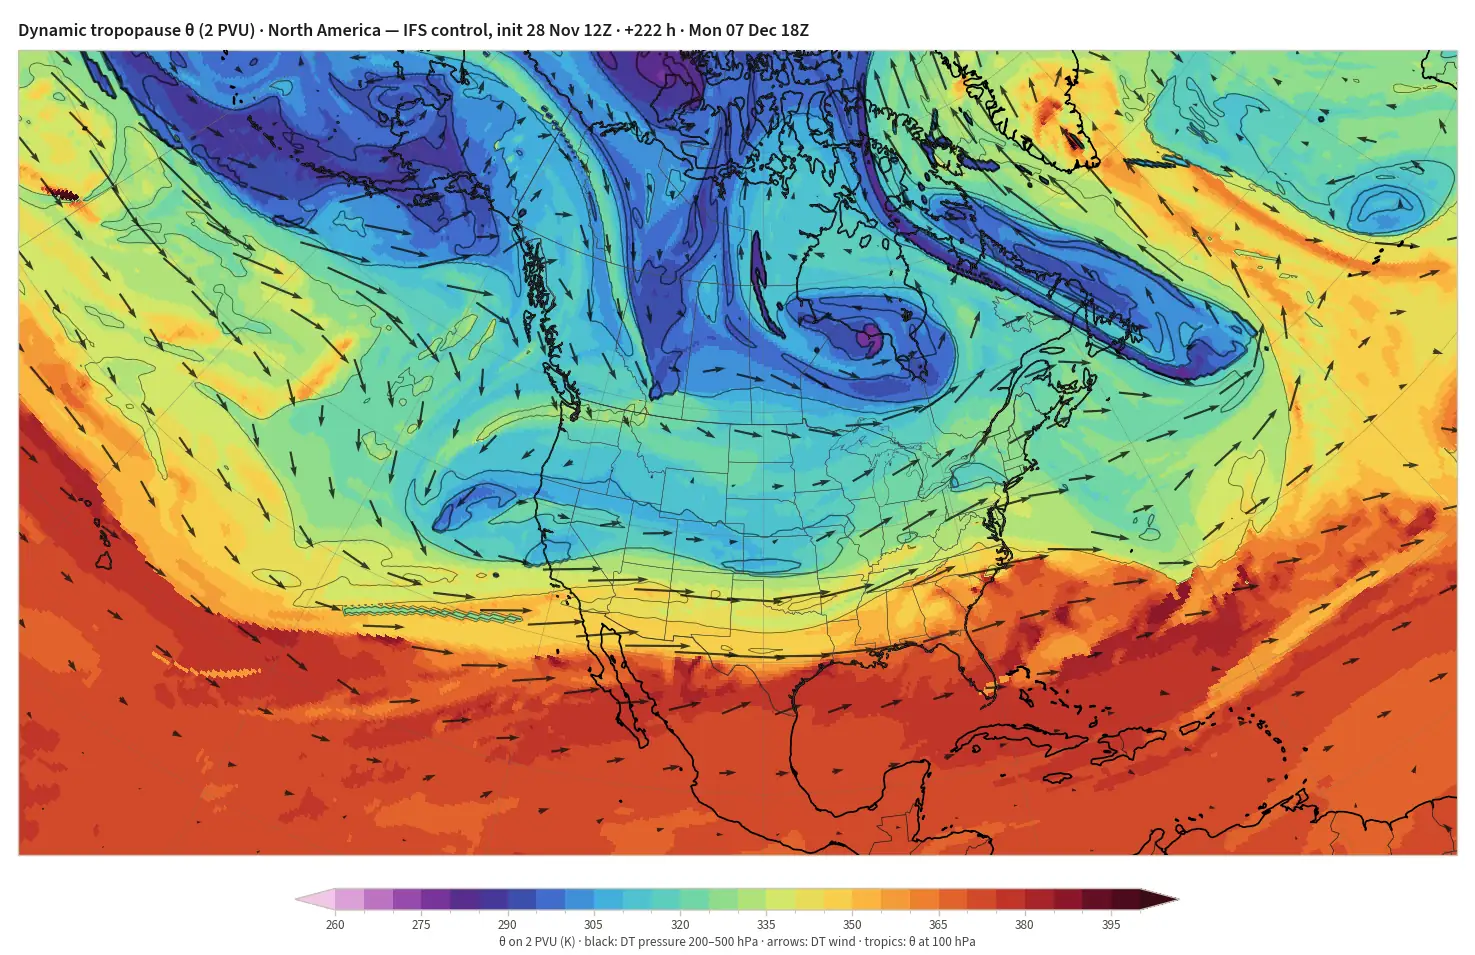 Dynamic tropopause θ (2 PVU) · North America — IFS control, init 28 Nov 12Z · +222 h · Mon 07 Dec 18Z
260 275 290 305 320 335 350 365 380 395
θ on 2 PVU (K) · black: DT pressure 200–500 hPa · arrows: DT wind · tropics: θ at 100 hPa